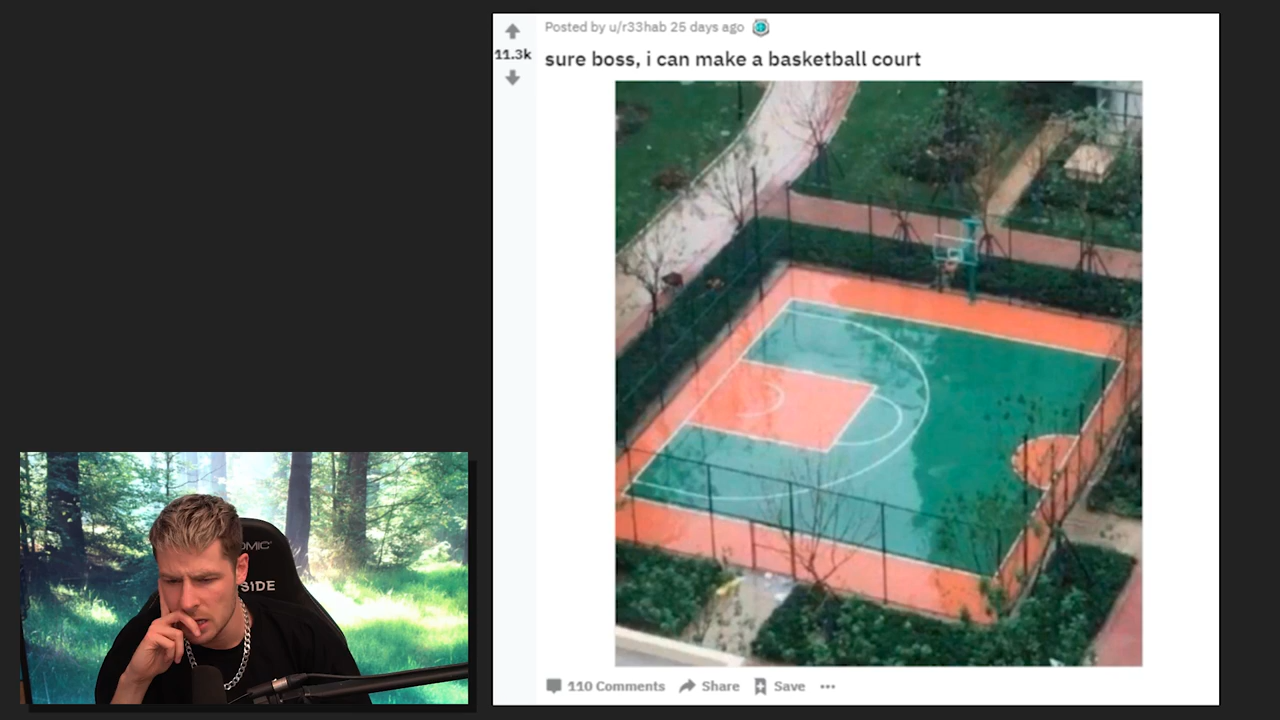 Posted by u/r33hab 25 days ago
11.3k
sure boss, i can make a basketball court
OMIC
SIDE
110 Comments Share Save